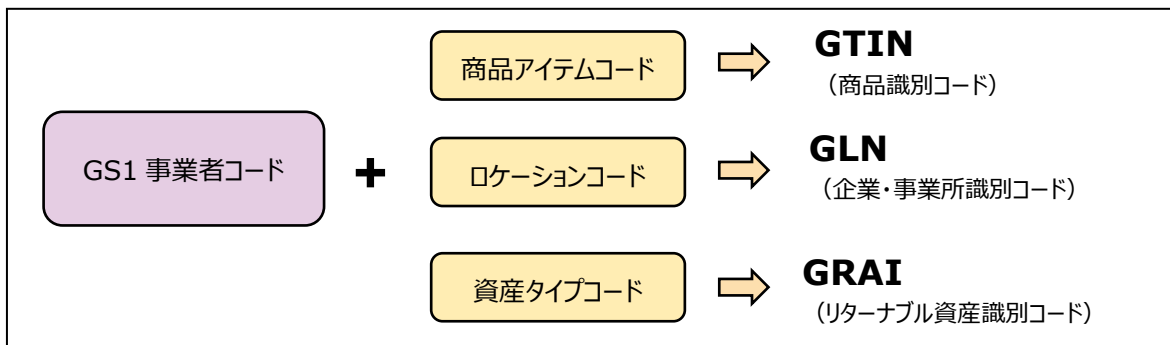 商品アイテムコード
GTIN
（商品識別コード）
GS1 事業者コード
+
ロケーションコード
GLN
（企業・事業所識別コード）
資産タイプコード
GRAI
（リターナブル資産識別コード）